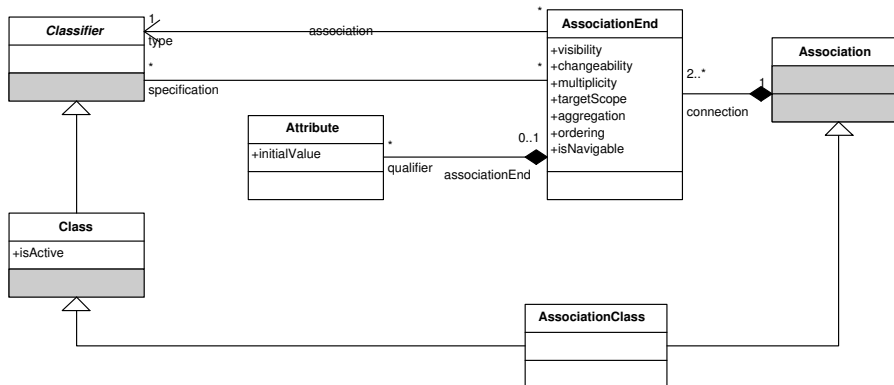 Classifier
1
type
association
*
AssociationEnd
+visibility
+changeability
+multiplicity
+targetScope
+aggregation
+ordering
+isNavigable
Association
*
specification
*
2..*
1
connection
Attribute
+initialValue
*
qualifier
0..1
associationEnd
Class
+isActive
AssociationClass